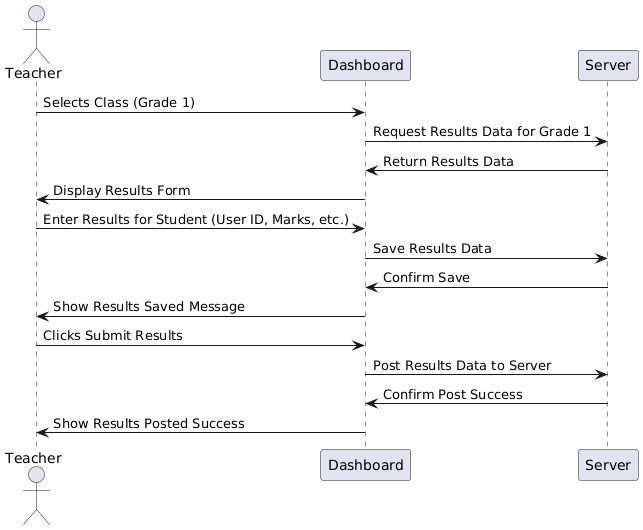 Teacher
Dashboard
Server
Selects Class (Grade 1)
Request Results Data for Grade 1
Return Results Data
Display Results Form
Enter Results for Student (User ID, Marks, etc.)
Save Results Data
Confirm Save
Show Results Saved Message
Clicks Submit Results
Post Results Data to Server
Confirm Post Success
Show Results Posted Success
Teacher
Dashboard
Server